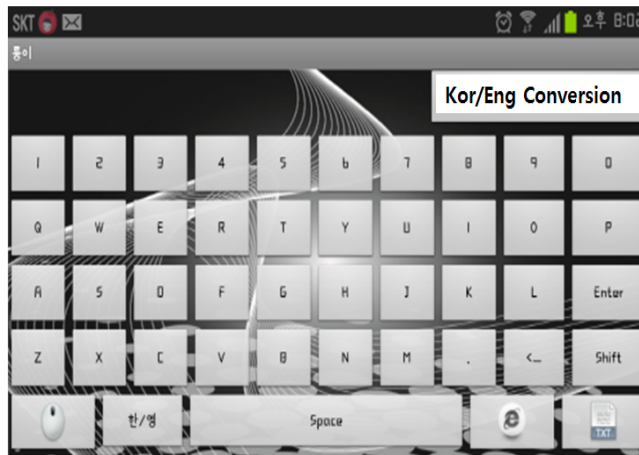 SKT 오후 8:02
통이
Kor/Eng Conversion
1 2 3 4 5 6 7 8 9 0
Q W E R T Y U I O P
A S D F G H J K L Enter
Z X C V B N M . <_ Shift
한/영 Space TXT